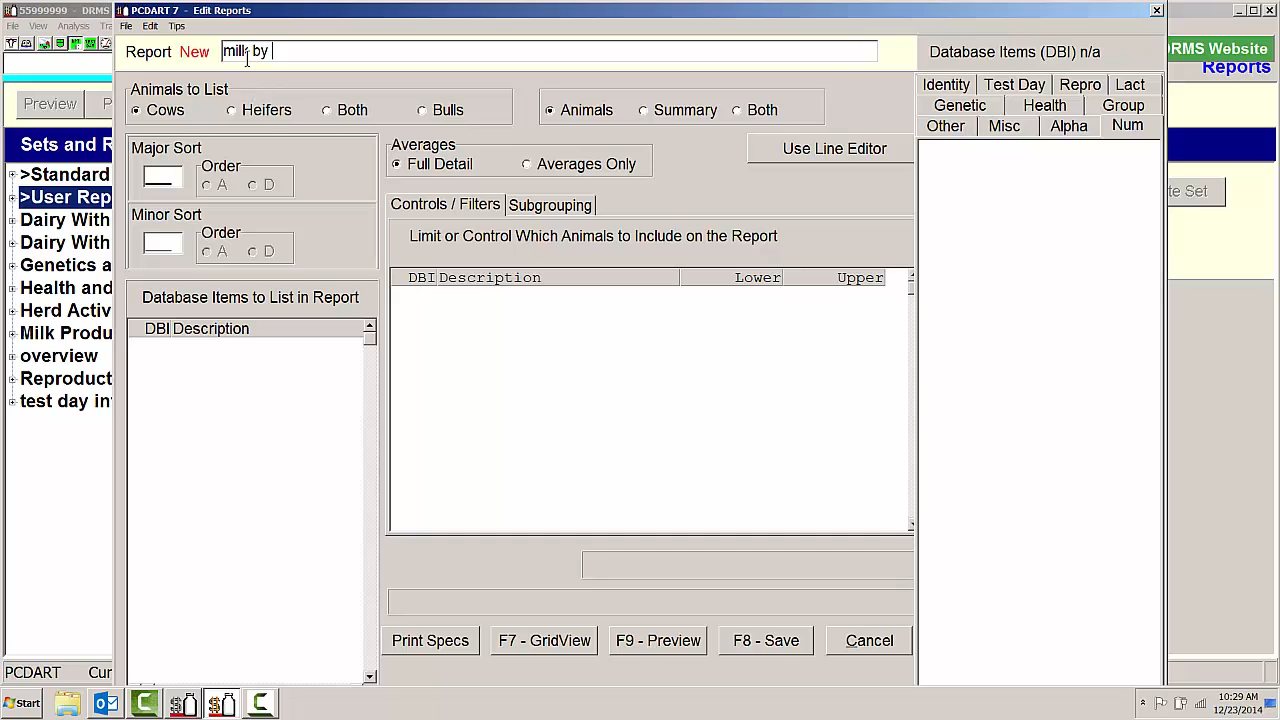 55999999 - DRMS
PCDART 7 - Edit Reports
File View Analysis Tra
File Edit Tips
Report New
by
Database Items (DBI) n/a
DRMS Website
Reports
Preview
P
Animals to List
Cows Heifers Both Bulls
Animals Summary Both
Identity Test Day Repro Lact
Genetic Health Group
Other Misc Alpha Num
Sets and R
Major Sort
Order
A D
Averages
Full Detail Averages Only
Use Line Editor
>Standard
>User Rep
Dairy With
Dairy With
Genetics a
Health and
Herd Activ
Milk Produ
overview
Reproduct
test day in
te Set
Minor Sort
Order
A D
Controls / Filters Subgrouping
Limit or Control Which Animals to Include on the Report
DBI Description Lower Upper
Database Items to List in Report
DBI Description
Print Specs F7 - GridView F9 - Preview F8 - Save Cancel
PCDART Cur
Start
10:29 AM
12/23/2014